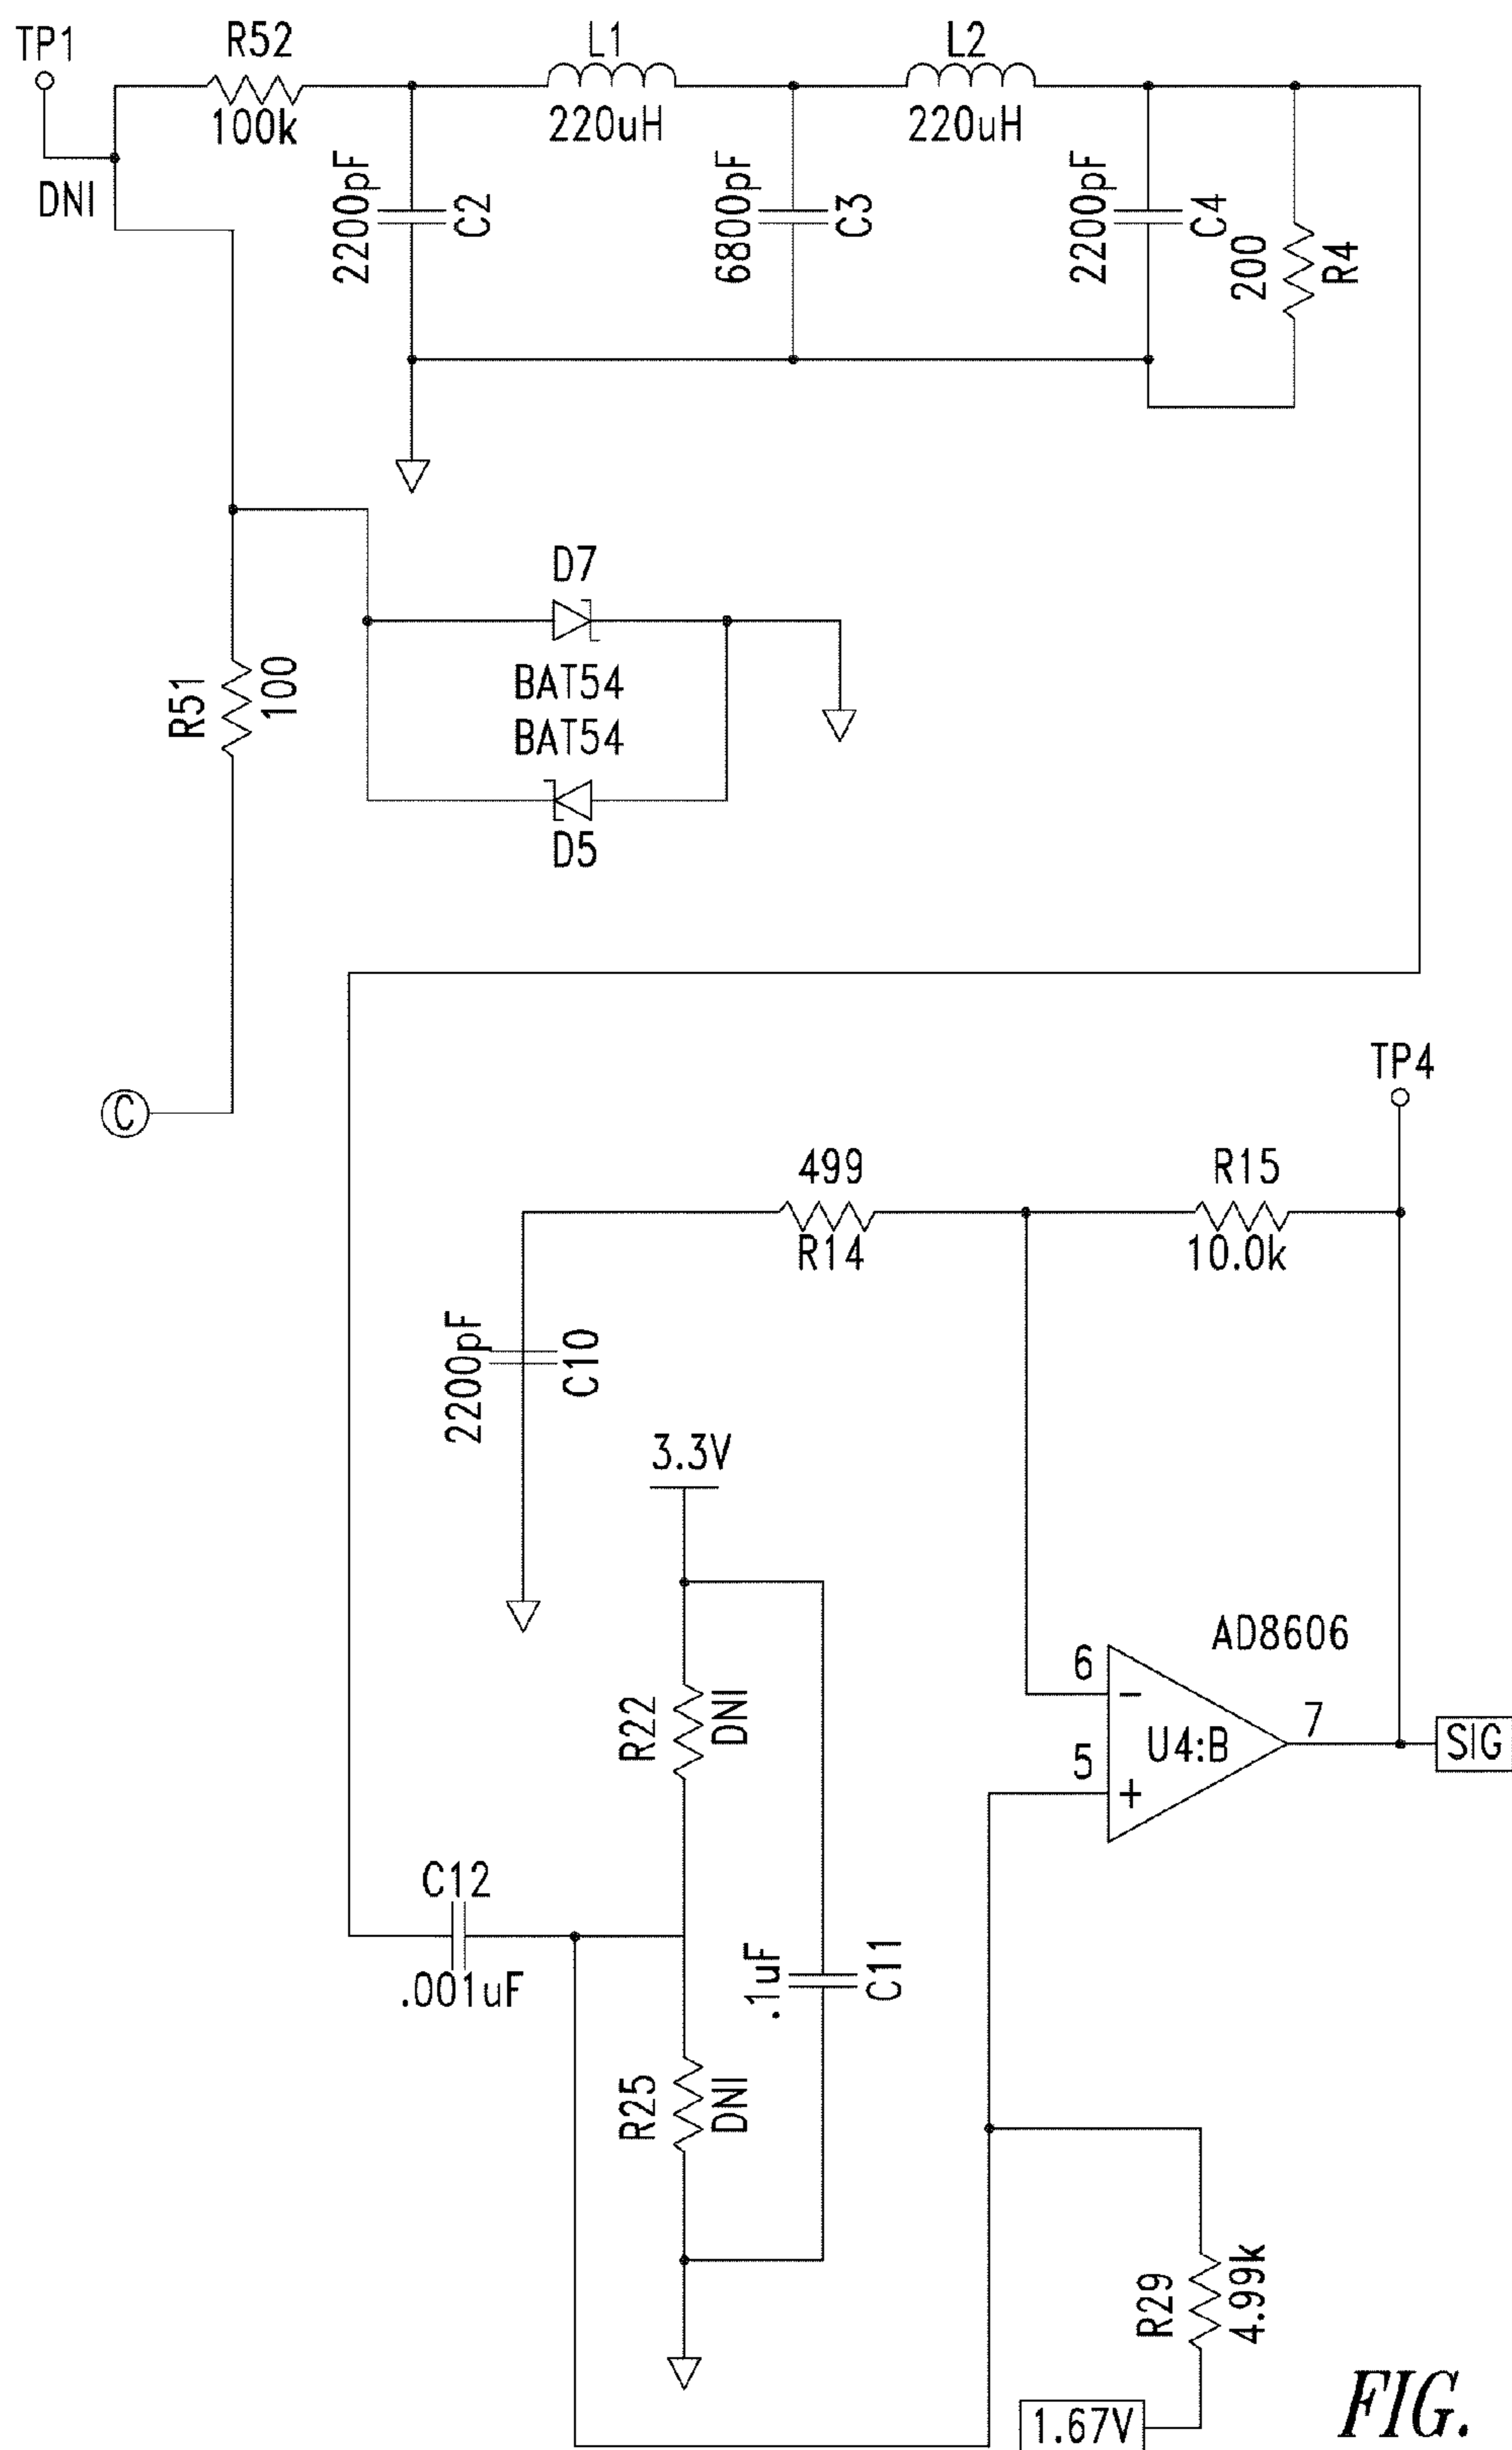 TP1
R52
L1
L2
100k
220uH
220uH
DNI
2200pF
C2
6800pF
C3
2200pF
C4
200
R4
D7
BAT54
BAT54
D5
R51
100
C
TP4
499
R15
R14
10.0k
2200pF
C10
3.3V
AD8606
6
−
R22
DNI
5
U4:B
7
SIG
+
C12
.001uF
.1uF
C11
R25
DNI
R29
4.99k
1.67V
FIG.